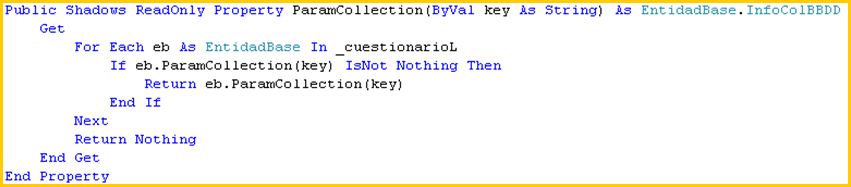 Public Shadows ReadOnly Property ParamCollection(ByVal key As String) As EntidadBase.InfoColBBDD
    Get
        For Each eb As EntidadBase In _cuestionarioL
            If eb.ParamCollection(key) IsNot Nothing Then
                Return eb.ParamCollection(key)
            End If
        Next
        Return Nothing
    End Get
End Property